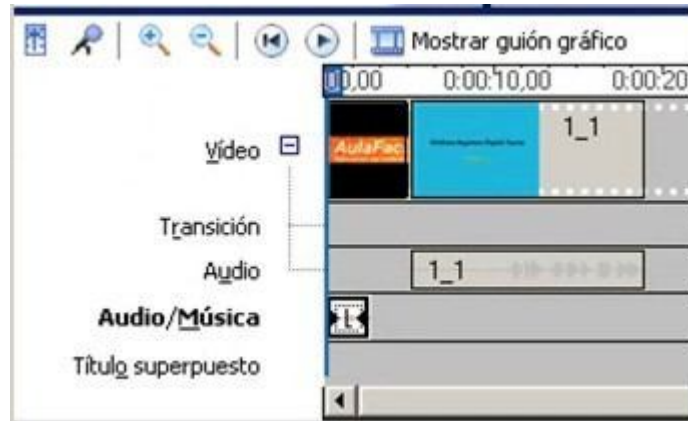 Mostrar guión gráfico
00,00 0:00:10,00 0:00:20
Vídeo
AulaFac
1_1
Transición
Audio
1_1
Audio/Música
L
Título superpuesto